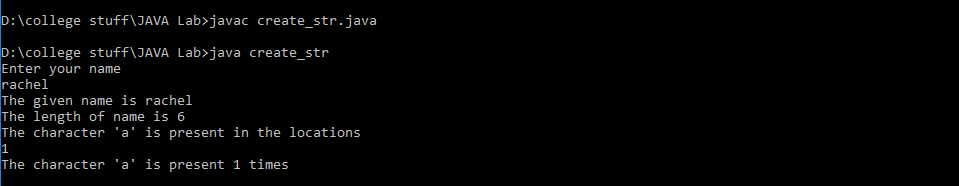 D:\college stuff\JAVA Lab>javac create_str.java
D:\college stuff\JAVA Lab>java create_str
Enter your name
rachel
The given name is rachel
The length of name is 6
The character 'a' is present in the locations
1
The character 'a' is present 1 times